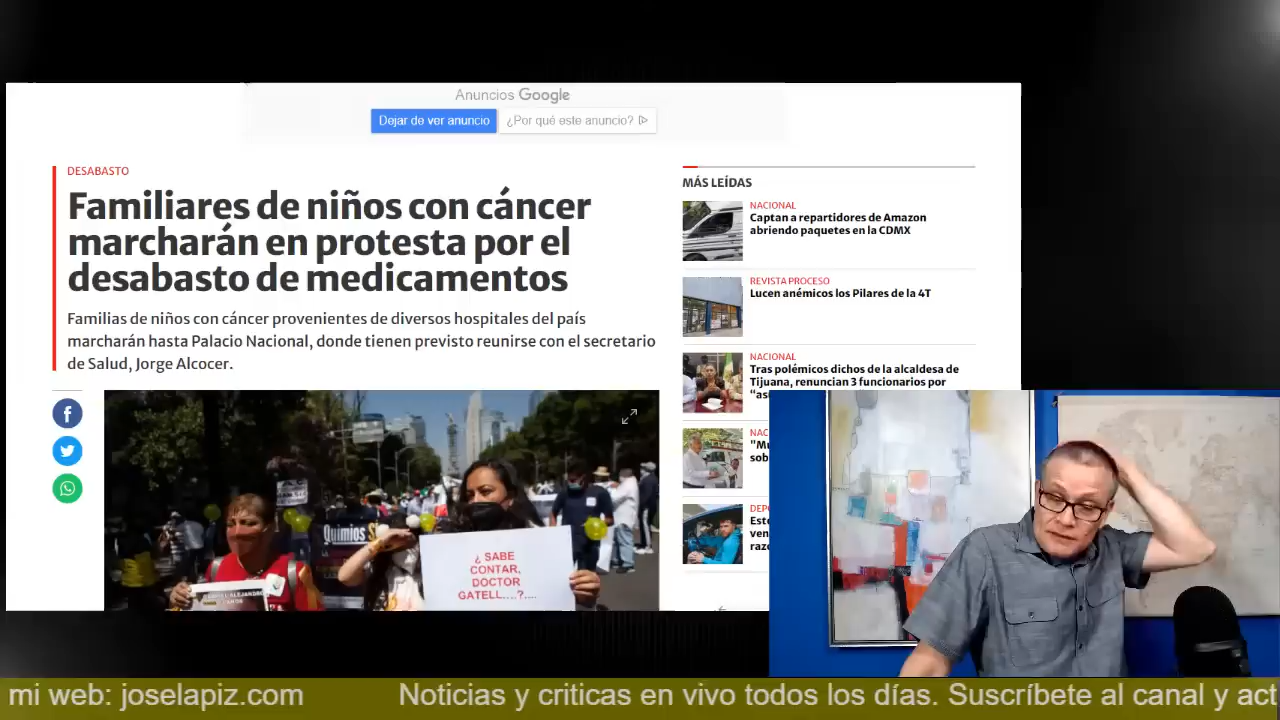 Anuncios Google
Dejar de ver anuncio
¿Por qué este anuncio?
DESABASTO
Familiares de niños con cáncer
marcharán en protesta por el
desabasto de medicamentos
Familias de niños con cáncer provenientes de diversos hospitales del país
marcharán hasta Palacio Nacional, donde tienen previsto reunirse con el secretario
de Salud, Jorge Alcocer.
Quimios
¿ SABE
CONTAR,
DOCTOR
GATELL....?....
MÁS LEÍDAS
NACIONAL
Captan a repartidores de Amazon
abriendo paquetes en la CDMX
REVISTA PROCESO
Lucen anémicos los Pilares de la 4T
NACIONAL
Tras polémicos dichos de la alcaldesa de
Tijuana, renuncian 3 funcionarios por
mi web: joselapiz.com Noticias y criticas en vivo todos los días. Suscríbete al canal y act